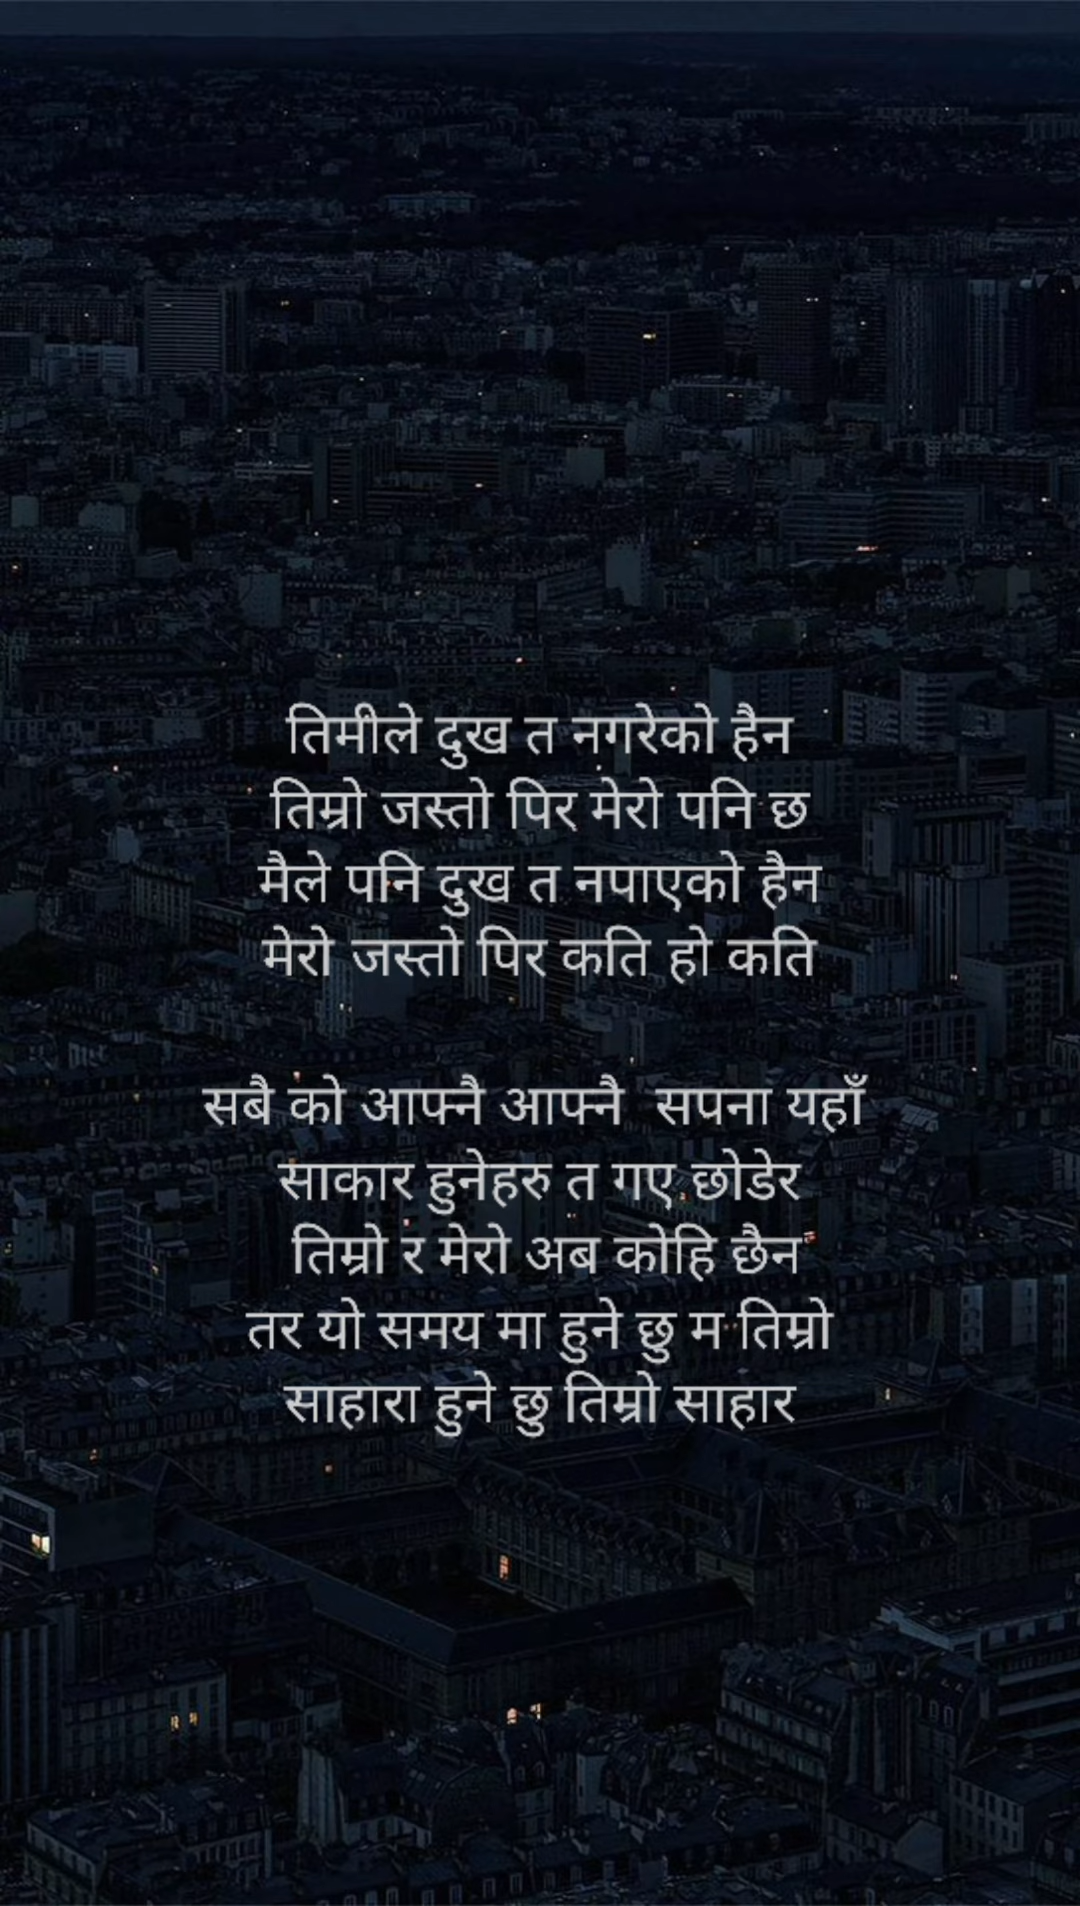 तिमीले दुख त नगरेको हैन
तिम्रो जस्तो पिर मेरो पनि छ
मैले पनि दुख त नपाएको हैन
मेरो जस्तो पिर कति हो कति
सबै को आफ्नै आफ्नै सपना यहाँ
साकार हुनेहरु त गए छोडेर
तिम्रो र मेरो अब कोहि छैन
तर यो समय मा हुने छु म तिम्रो
साहारा हुने छु तिम्रो साहार